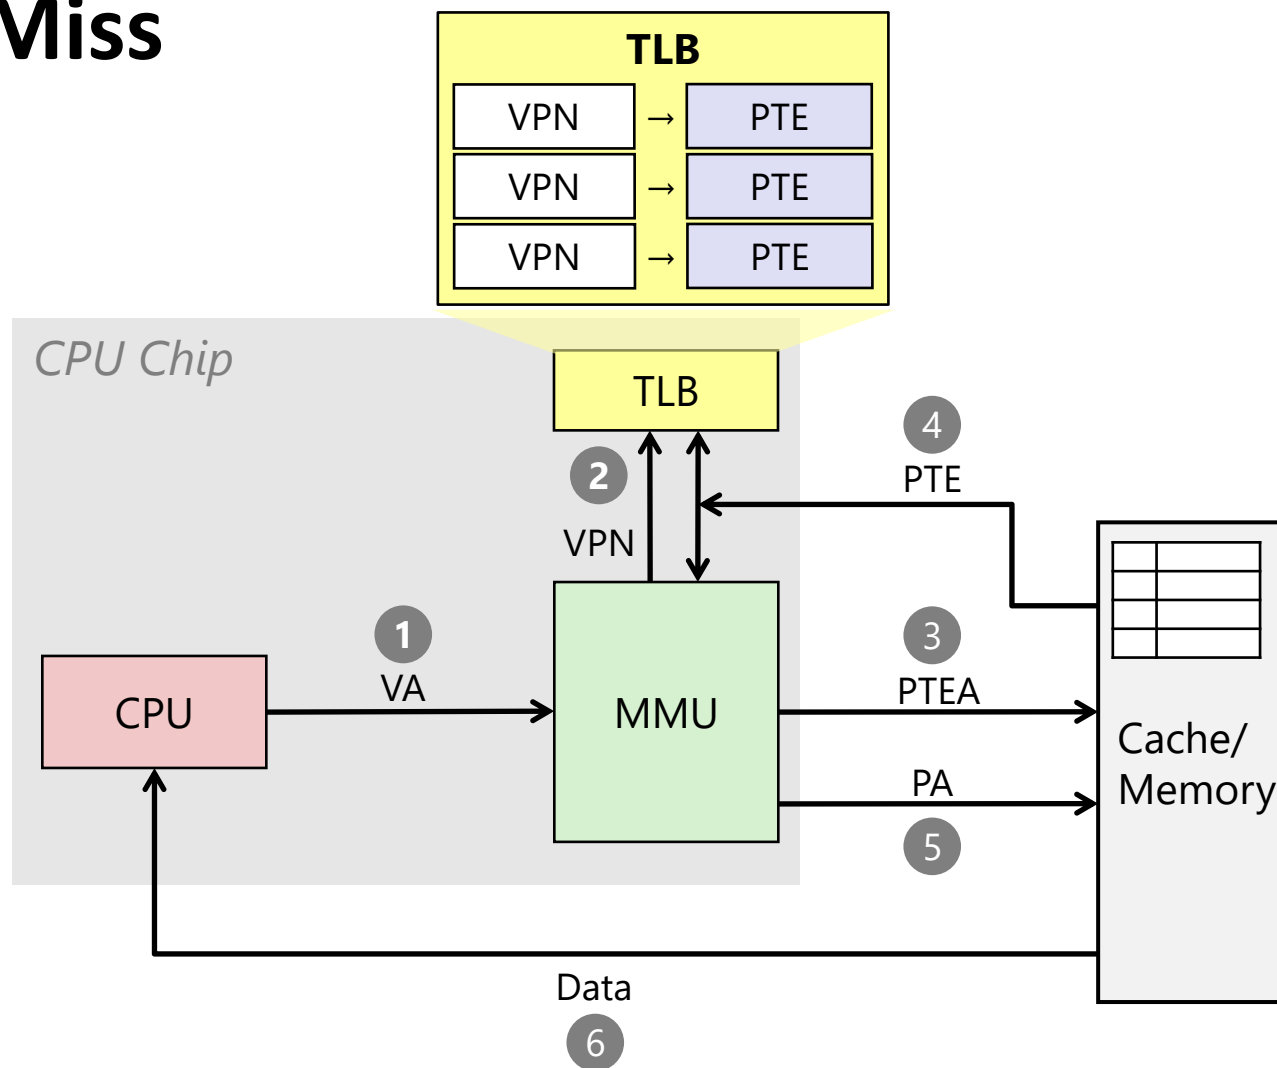 Miss
TLB
VPN → PTE
VPN → PTE
VPN → PTE
CPU Chip
TLB
4
PTE
2
VPN
1
VA
3
PTEA
CPU
MMU
Cache/
Memory
PA
5
Data
6